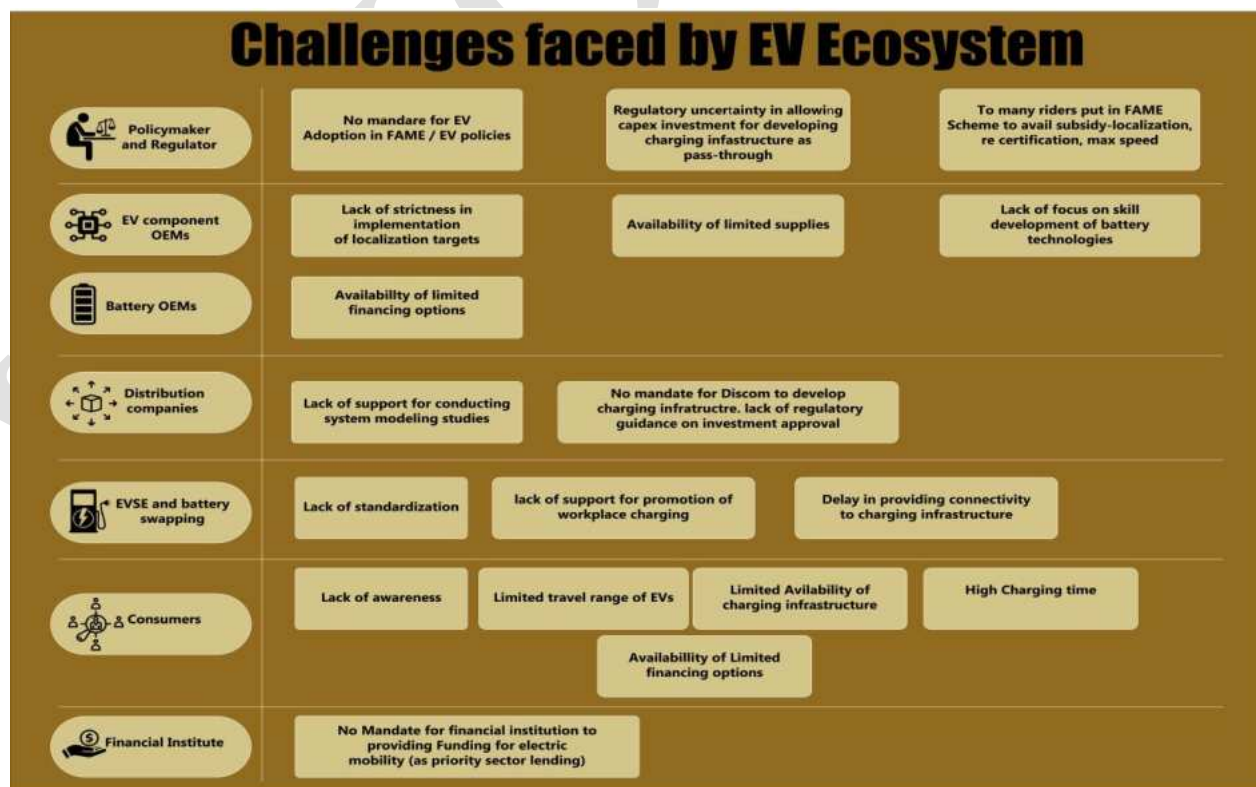 Challenges faced by EV Ecosystem
Policymaker
and Regulator
No mandare for EV
Adoption in FAME / EV policies
Regulatory uncertainty in allowing
capex investment for developing
charging infastructure as
pass-through
To many riders put in FAME
Scheme to avail subsidy-localization,
re certification, max speed
EV component
OEMs
Lack of strictness in
implementation
of localization targets
Availability of limited supplies
Lack of focus on skill
development of battery
technologies
Battery OEMs
Availability of limited
financing options
Distribution
companies
Lack of support for conducting
system modeling studies
No mandate for Discom to develop
charging infratructre. lack of regulatory
guidance on investment approval
EVSE and battery
swapping
Lack of standardization
lack of support for promotion of
workplace charging
Delay in providing connectivity
to charging infrastructure
Consumers
Lack of awareness
Limited travel range of EVs
Limited Avilability of
charging infrastructure
High Charging time
Availabillity of Limited
financing options
Financial Institute
No Mandate for financial institution to
providing Funding for electric
mobility (as priority sector lending)